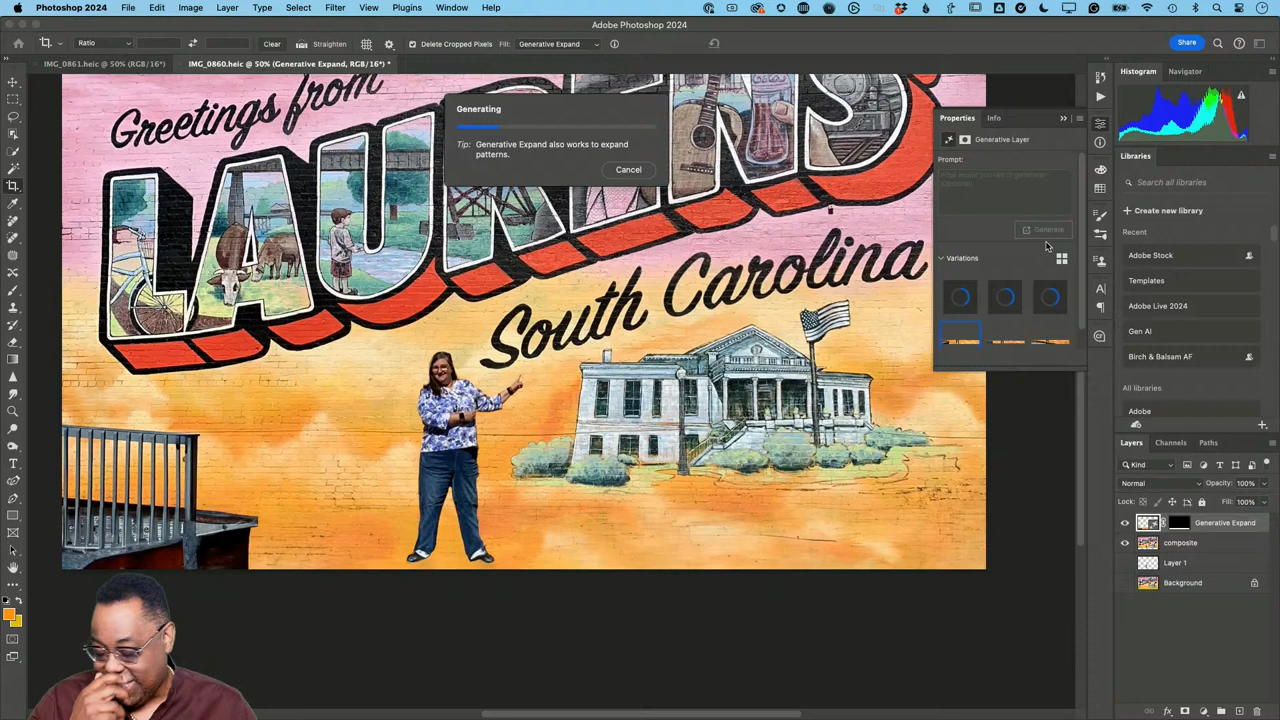 Photoshop 2024 File Edit Image Layer Type Select Filter View Plugins Window Help
Adobe Photoshop 2024
Ratio Clear Straighten Delete Cropped Pixels Fill: Generative Expand Share
IMG_0861.heic @ 50% (RGB/16*) IMG_0860.heic @ 50% (Generative Expand, RGB/16*) *
Greetings from
LAURENS
South Carolina
Generating
Tip: Generative Expand also works to expand
patterns.
Cancel
Properties Info
Generative Layer
Prompt:
Generate
Variations
Histogram Navigator
Libraries
Search all libraries
Create new library
Recent
Adobe Stock
Templates
Adobe Live 2024
Gen AI
Birch & Balsam AF
All libraries
Adobe
Layers Channels Paths
Kind
Normal Opacity: 100%
Lock: Fill: 100%
Generative Expand
composite
Layer 1
Background